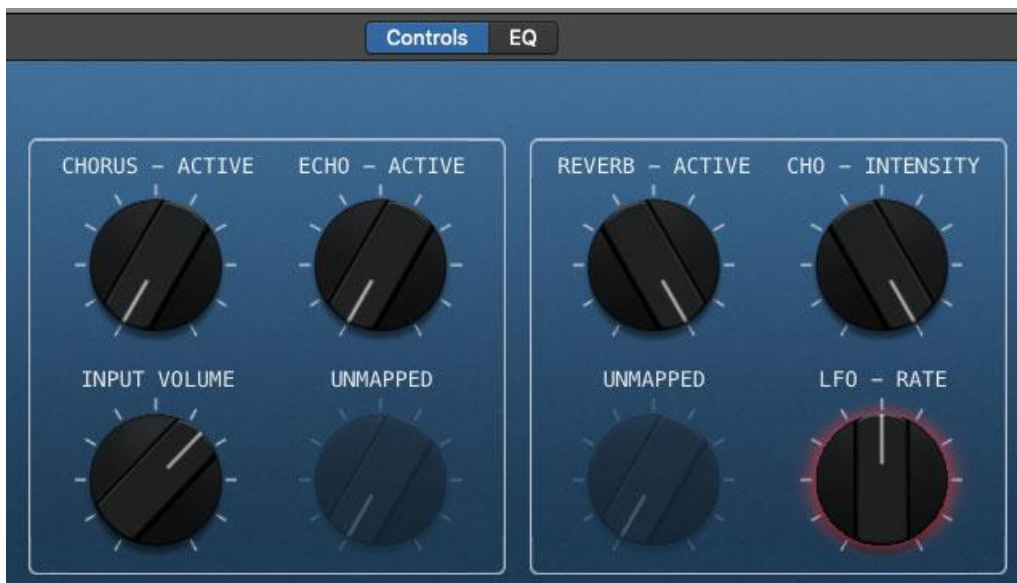 Controls EQ
CHORUS – ACTIVE ECHO – ACTIVE REVERB – ACTIVE CHO – INTENSITY
INPUT VOLUME UNMAPPED UNMAPPED LFO – RATE